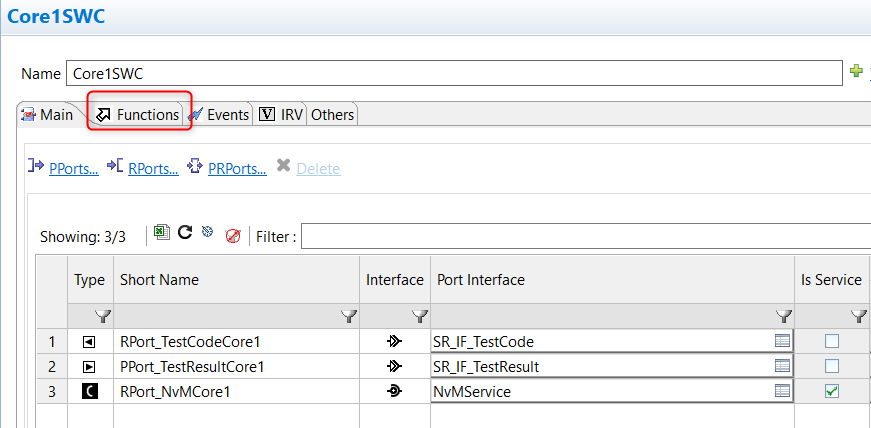 Core1SWC
Name Core1SWC
Main Functions Events V IRV Others
PPorts... RPorts... PRPorts... Delete
Showing: 3/3 Filter :
Type Short Name Interface Port Interface Is Service
1 RPort_TestCodeCore1 SR_IF_TestCode
2 PPort_TestResultCore1 SR_IF_TestResult
3 C RPort_NvMCore1 NvMService